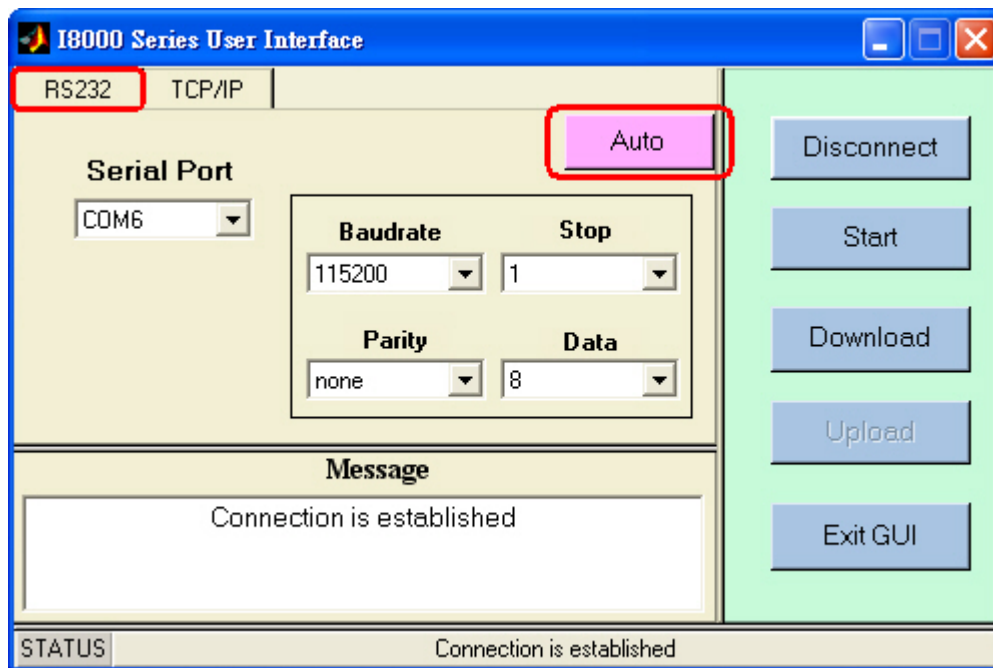 I8000 Series User Interface
RS232
TCP/IP
Auto
Serial Port
COM6
Baudrate
Stop
115200
1
Parity
Data
none
8
Disconnect
Start
Download
Upload
Exit GUI
Message
Connection is established
STATUS
Connection is established